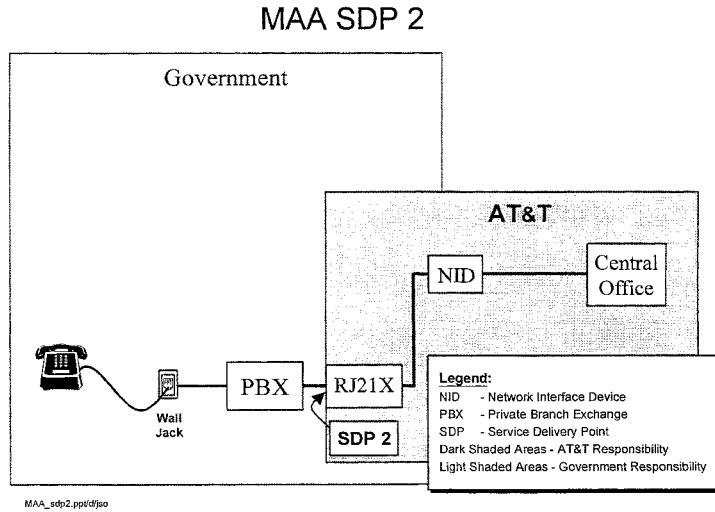 MAA SDP 2
Government
AT&T
NID
Central
Office
PBX
RJ21X
Wall
Jack
SDP 2
Legend:
NID - Network Interface Device
PBX - Private Branch Exchange
SDP - Service Delivery Point
Dark Shaded Areas - AT&T Responsibility
Light Shaded Areas - Government Responsibility
MAA_sdp2.ppt/d/jso